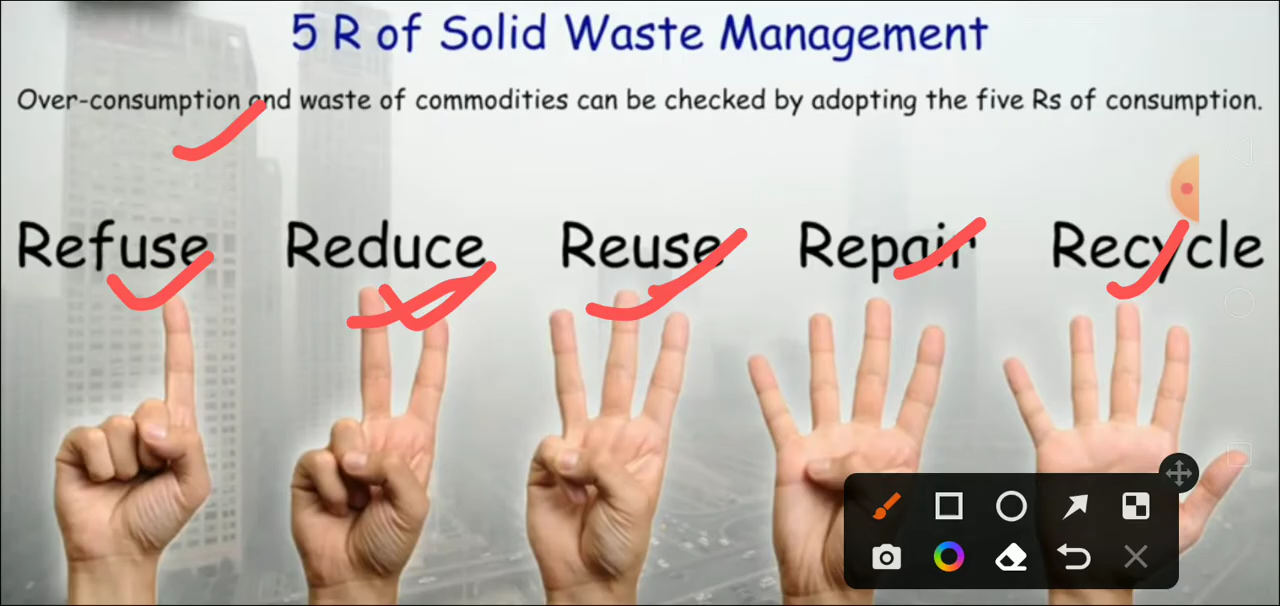 5 R of Solid Waste Management
Over-consumption and waste of commodities can be checked by adopting the five Rs of consumption.
Refuse Reduce Reuse Repair Recycle